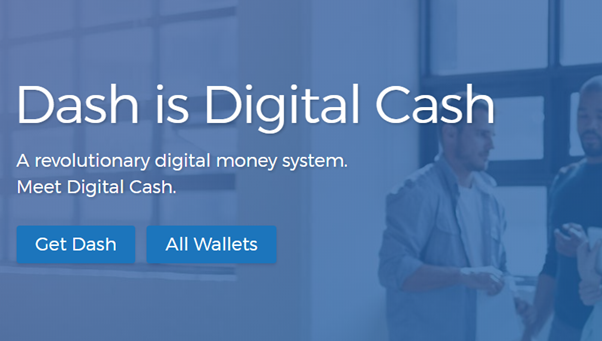 Dash is Digital Cash
A revolutionary digital money system.
Meet Digital Cash.
Get Dash
All Wallets